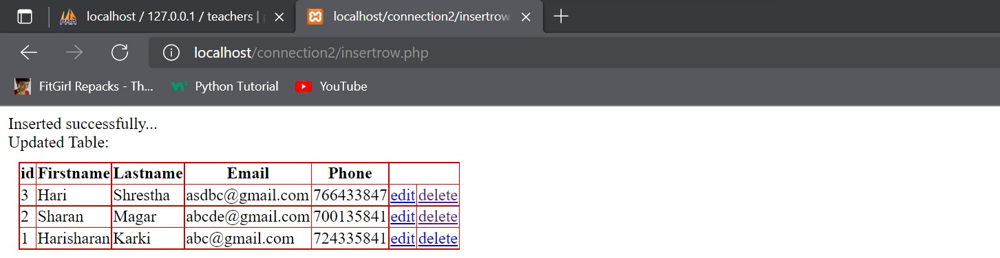 localhost / 127.0.0.1 / teachers |
localhost/connection2/insertrow.
localhost/connection2/insertrow.php
FitGirl Repacks - Th... Python Tutorial YouTube
Inserted successfully...
Updated Table:
id Firstname Lastname Email Phone
3 Hari Shrestha asdbc@gmail.com 766433847 edit delete
2 Sharan Magar abcde@gmail.com 700135841 edit delete
1 Harisharan Karki abc@gmail.com 724335841 edit delete